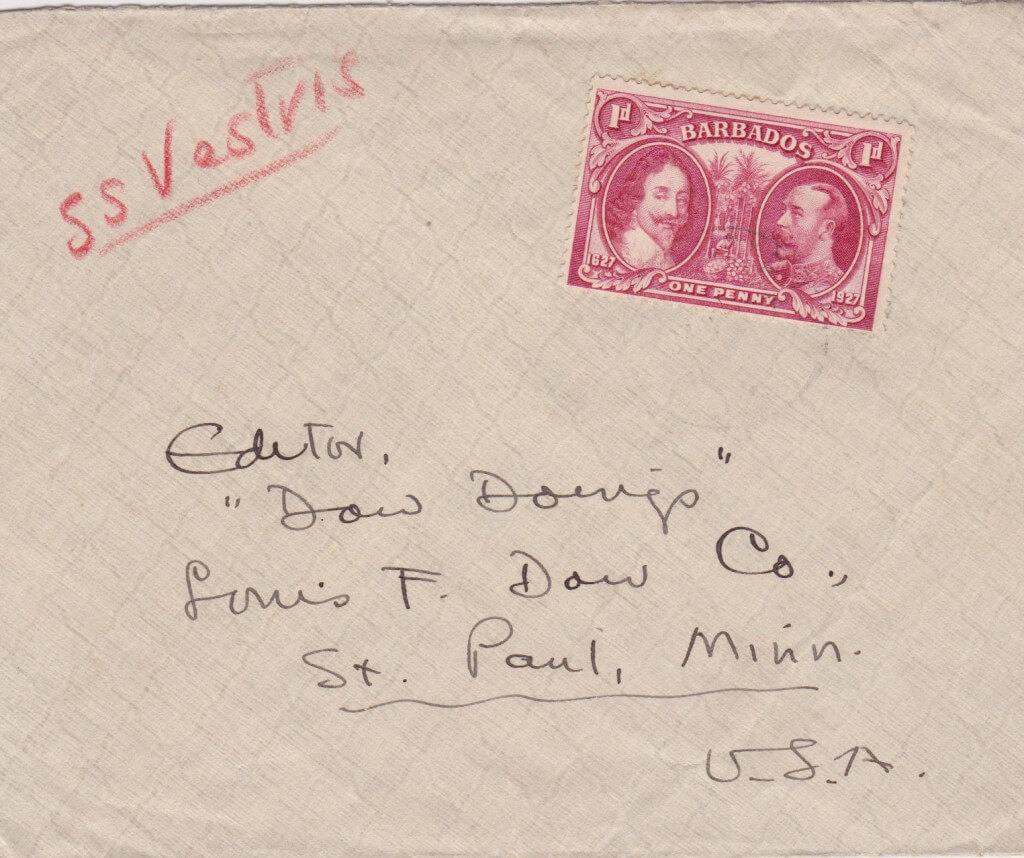 SS Vestris
1d
BARBADOS
1d
1627
ONE PENNY
1927
Editor,
"Dow Doings"
Louis F. Dow Co.,
St. Paul, Minn.
U.S.A.